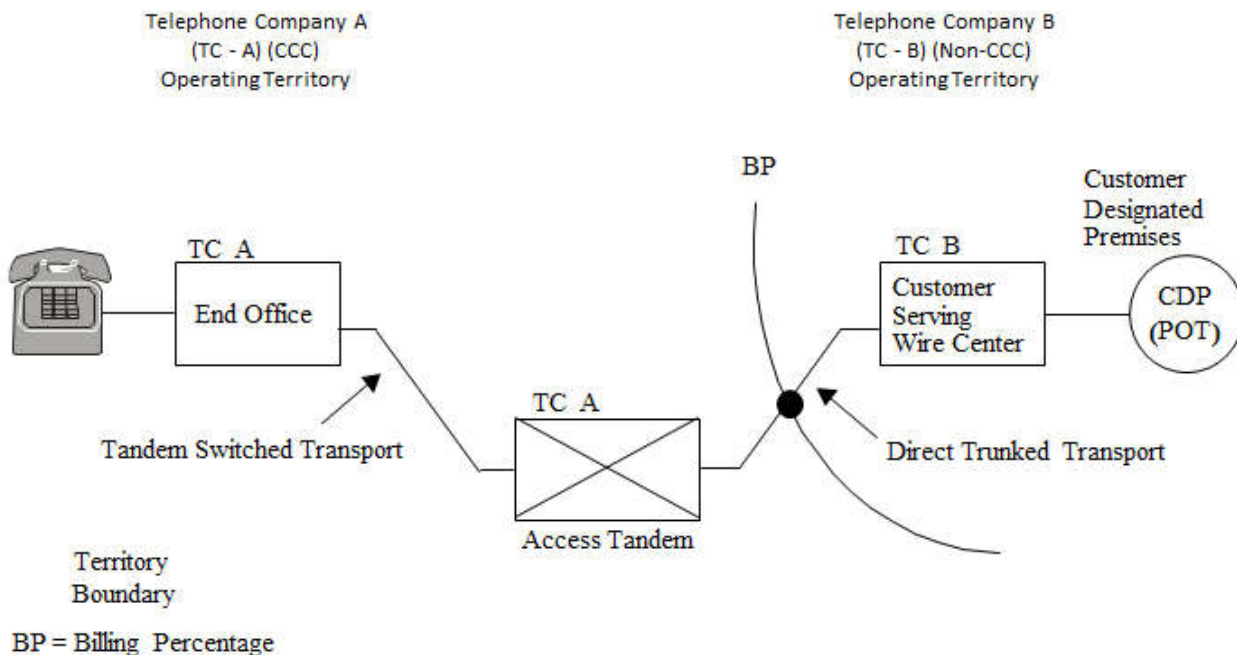 Telephone Company A
(TC - A) (CCC)
Operating Territory
Telephone Company B
(TC - B) (Non-CCC)
Operating Territory
BP
Customer
Designated
Premises
TC A
End Office
TC B
Customer
Serving
Wire Center
CDP
(POT)
TC A
Tandem Switched Transport
Direct Trunked Transport
Access Tandem
Territory
Boundary
BP = Billing Percentage